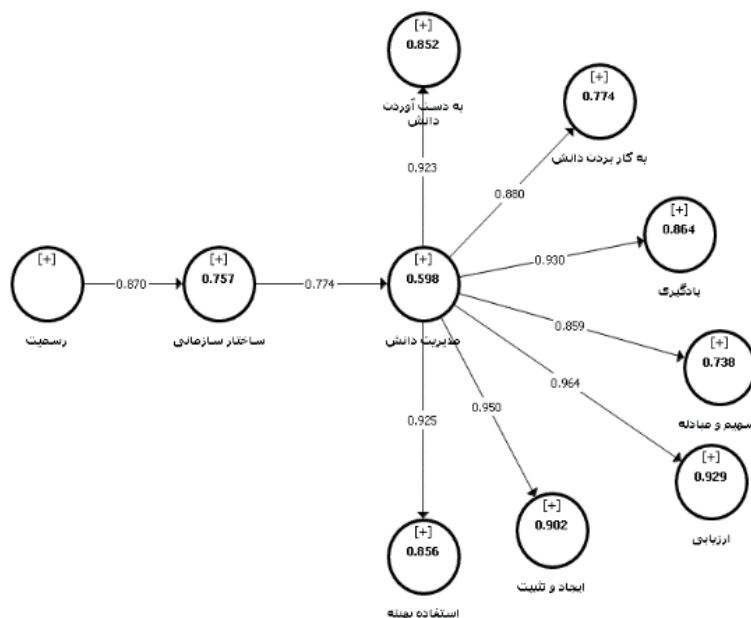 [+]
0.852
به دست آوردن
دانش
[+]
0.774
به کار بردن دانش
0.923
0.880
[+]
0.864
یادگیری
0.930
[+]
رسمیت
0.870
[+]
0.757
ساختار سازمانی
0.774
[+]
0.598
مدیریت دانش
0.859
[+]
0.738
سهیم و مبادله
0.964
0.950
0.925
[+]
0.929
ارزیابی
[+]
0.902
ایجاد و تثبیت
[+]
0.856
استفاده بهینه